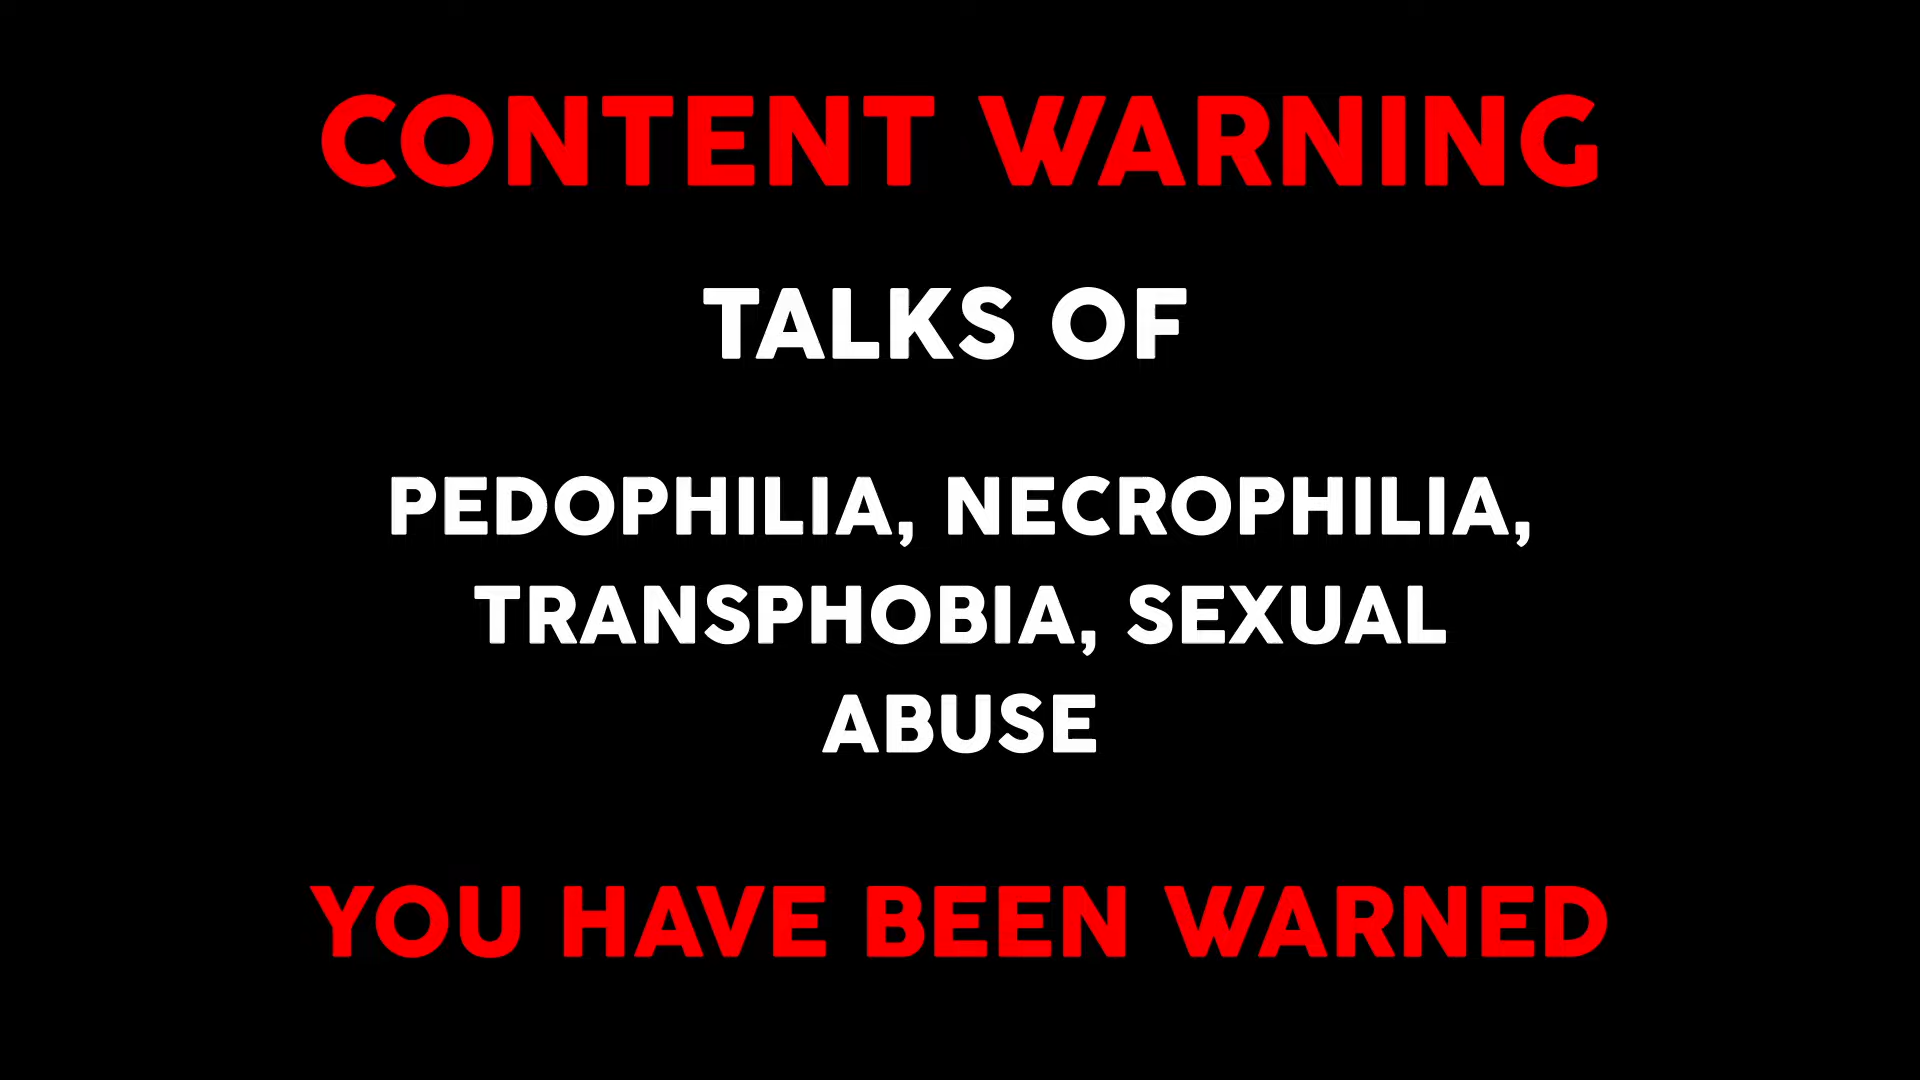 CONTENT WARNING
TALKS OF
PEDOPHILIA, NECROPHILIA,
TRANSPHOBIA, SEXUAL
ABUSE
YOU HAVE BEEN WARNED